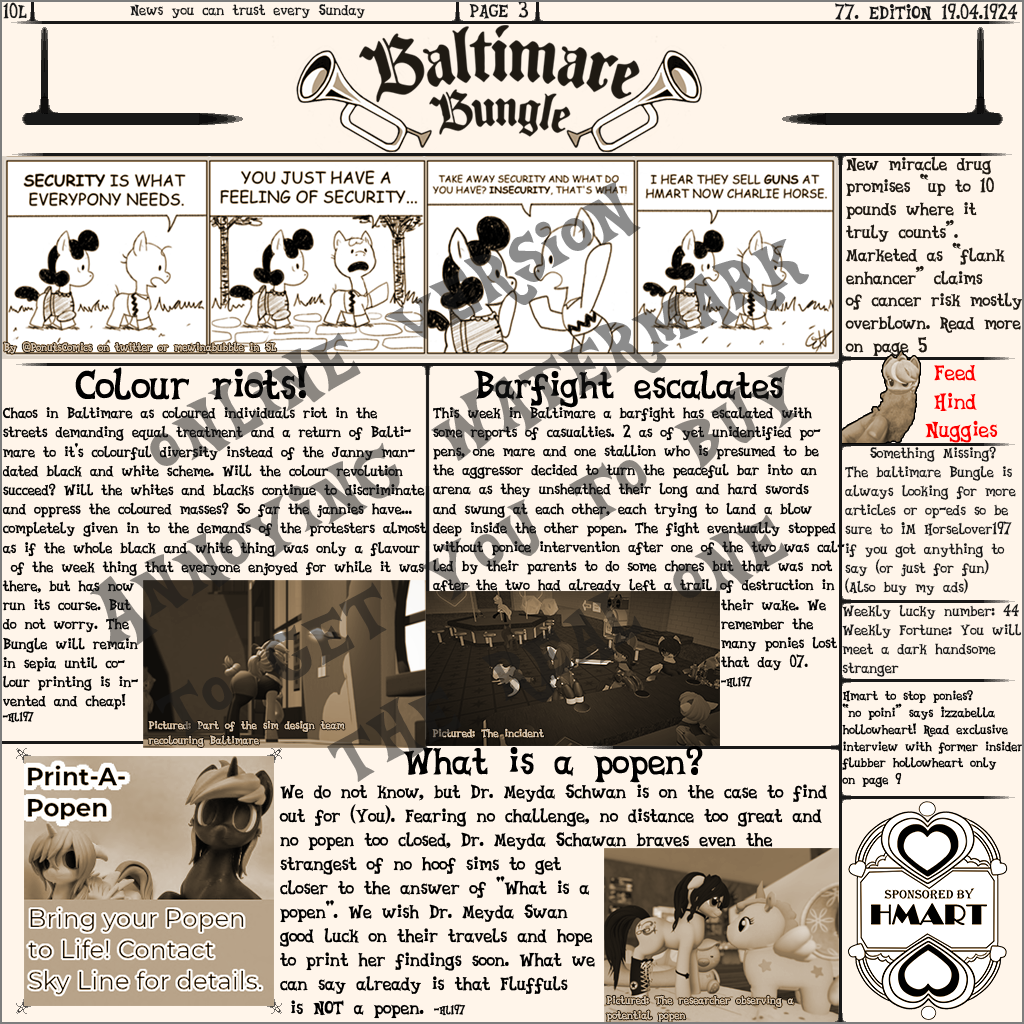 10L
News you can trust every Sunday
PAGE 3
77. EDITION 19.04.1924
Baltimare
Bungle
SECURITY IS WHAT
EVERYPONY NEEDS.
YOU JUST HAVE A
FEELING OF SECURITY...
TAKE AWAY SECURITY AND WHAT DO
YOU HAVE? INSECURITY, THAT'S WHAT!
I HEAR THEY SELL GUNS AT
HMART NOW CHARLIE HORSE.
By @PonutsComics on twitter or mewingbubble in SL
New miracle drug
promises "up to 10
pounds where it
truly counts".
Marketed as "flank
enhancer" claims
of cancer risk mostly
overblown. Read more
on page 5
Feed
Hind
Nuggies
Something Missing?
The baltimare Bungle is
always looking for more
articles or op-eds so be
sure to IM Horselover197
if you got anything to
say (or just for fun)
(Also buy my ads)
Weekly lucky number: 44
Weekly Fortune: You will
meet a dark handsome
stranger
Hmart to stop ponies?
"no poini" says izzabella
hollowheart! Read exclusive
interview with former insider
flubber hollowheart only
on page 9
SPONSORED BY
HMART
Colour riots!
Chaos in Baltimare as coloured individuals riot in the
streets demanding equal treatment and a return of Balti-
mare to it's colourful diversity instead of the Janny-man-
dated black and white scheme. Will the colour revolution
succeed? Will the whites and blacks continue to discriminate
and oppress the coloured masses? So far the jannies have...
completely given in to the demands of the protesters almost
as if the whole black and white thing was only a flavour
of the week thing that everyone enjoyed for while it was
there, but has now
run its course. But
do not worry. The
Bungle will remain
in sepia until co-
lour printing is in-
vented and cheap!
~HL197
Pictured: Part of the sim design team
recolouring Baltimare
Barfight escalates
This week in Baltimare a barfight has escalated with
some reports of casualties. 2 as of yet unidentified po-
pens, one mare and one stallion who is presumed to be
the aggressor decided to turn the peaceful bar into an
arena as they unsheathed their long and hard swords
and swung at each other, each trying to land a blow
deep inside the other popen. The fight eventually stopped
without ponice intervention after one of the two was cal-
led by their parents to do some chores but that was not
after the two had already left a trail of destruction in
their wake. We
remember the
many ponies lost
that day 07.
~HL197
Pictured: The incident
Print-A-
Popen
Bring your Popen
to Life! Contact
Sky Line for details.
What is a popen?
We do not know, but Dr. Meyda Schwan is on the case to find
out for (You). Fearing no challenge, no distance too great and
no popen too closed, Dr. Meyda Schawan braves even the
strangest of no hoof sims to get
closer to the answer of "What is a
popen". We wish Dr. Meyda Swan
good luck on their travels and hope
to print her findings soon. What we
can say already is that Fluffuls
is NOT a popen. ~HL197
Pictured: The researcher observing a
potential popen
ONLINE VERSION
ANNOYING WATERMARK
TO GET YOU TO BUY
THE REAL ONE